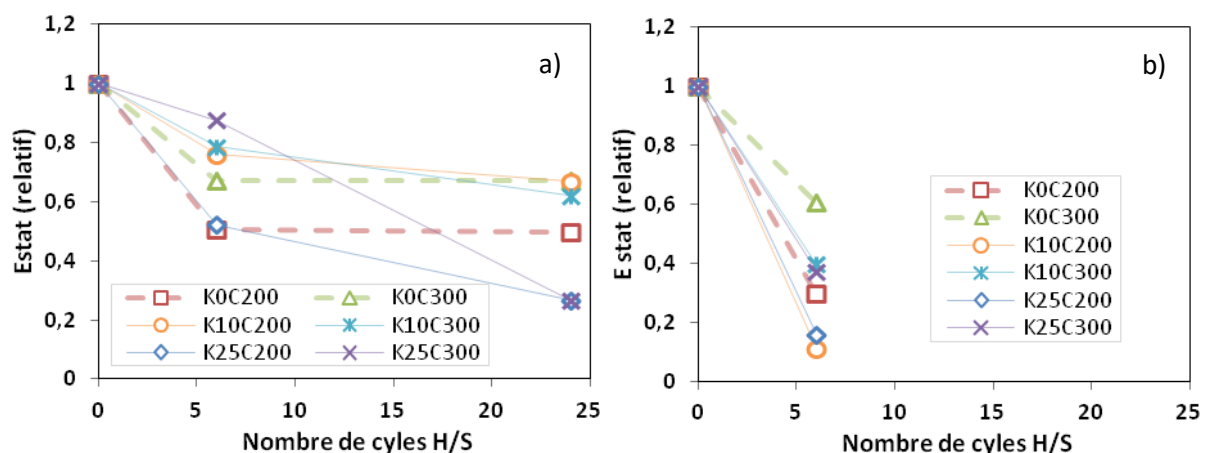 a)
1,2
1
0,8
0,6
0,4
0,2
0
Estat (relatif)
K0C200
K0C300
K10C200
K10C300
K25C200
K25C300
0 5 10 15 20 25
Nombre de cyles H/S
b)
1,2
1
0,8
0,6
0,4
0,2
0
E stat (relatif)
K0C200
K0C300
K10C200
K10C300
K25C200
K25C300
0 5 10 15 20 25
Nombre de cyles H/S